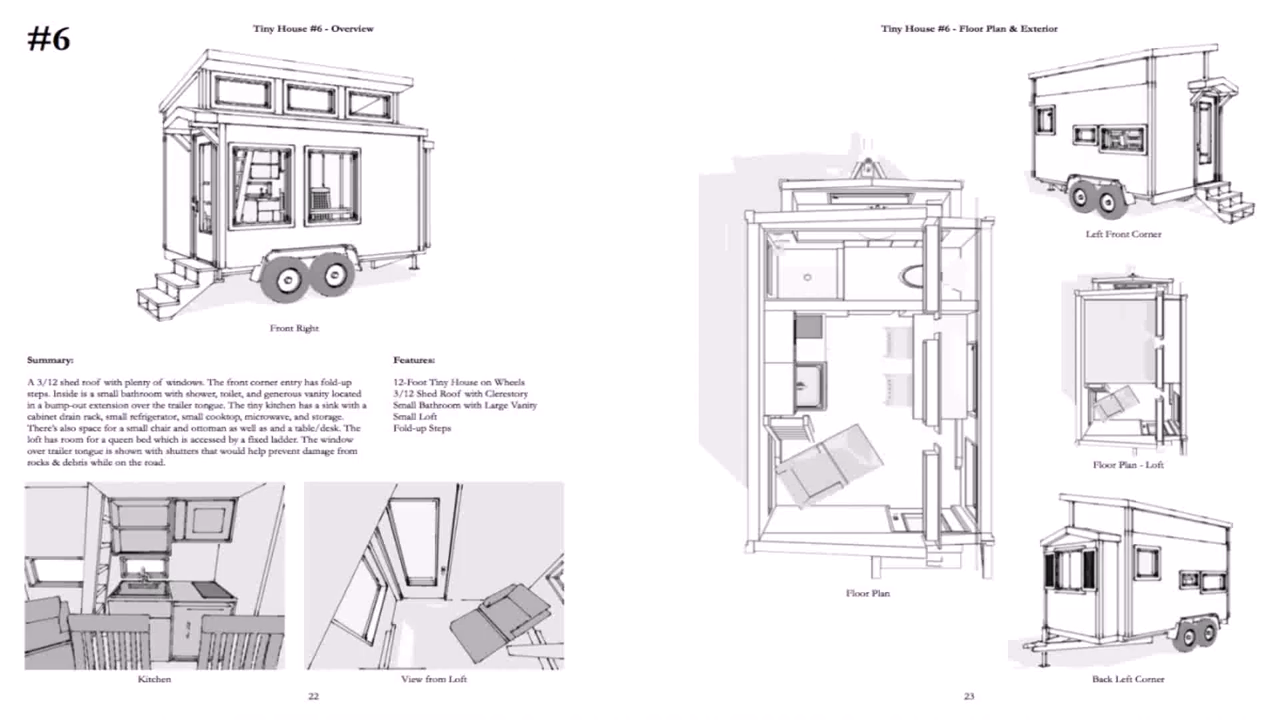 #6
Tiny House #6 - Overview
Front Right
Summary:
A 3/12 shed roof with plenty of windows. The front corner entry has fold-up
steps. Inside is a small bathroom with shower, toilet, and generous vanity located
in a bump-out extension over the trailer tongue. The tiny kitchen has a sink with a
cabinet drain rack, small refrigerator, small cooktop, microwave, and storage.
There's also space for a small chair and ottoman as well as and a table/desk. The
loft has room for a queen bed which is accessed by a fixed ladder. The window
over trailer tongue is shown with shutters that would help prevent damage from
rocks & debris while on the road.
Features:
12-Foot Tiny House on Wheels
3/12 Shed Roof with Clerestory
Small Bathroom with Large Vanity
Small Loft
Fold-up Steps
Kitchen
View from Loft
22
Tiny House #6 - Floor Plan & Exterior
Left Front Corner
Floor Plan - Loft
Floor Plan
Back Left Corner
23